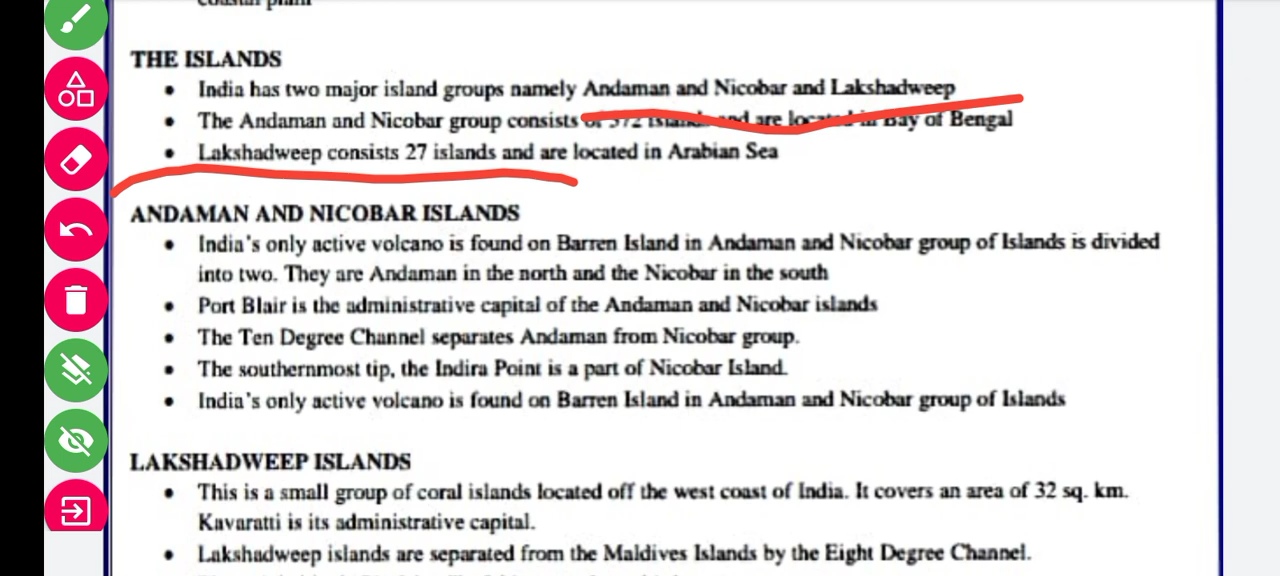 THE ISLANDS
• India has two major island groups namely Andaman and Nicobar and Lakshadweep
• The Andaman and Nicobar group consists of 572 islands and are located in Bay of Bengal
• Lakshadweep consists 27 islands and are located in Arabian Sea
ANDAMAN AND NICOBAR ISLANDS
• India's only active volcano is found on Barren Island in Andaman and Nicobar group of Islands is divided
into two. They are Andaman in the north and the Nicobar in the south
• Port Blair is the administrative capital of the Andaman and Nicobar islands
• The Ten Degree Channel separates Andaman from Nicobar group.
• The southernmost tip, the Indira Point is a part of Nicobar Island.
• India's only active volcano is found on Barren Island in Andaman and Nicobar group of Islands
LAKSHADWEEP ISLANDS
• This is a small group of coral islands located off the west coast of India. It covers an area of 32 sq. km.
Kavaratti is its administrative capital.
• Lakshadweep islands are separated from the Maldives Islands by the Eight Degree Channel.